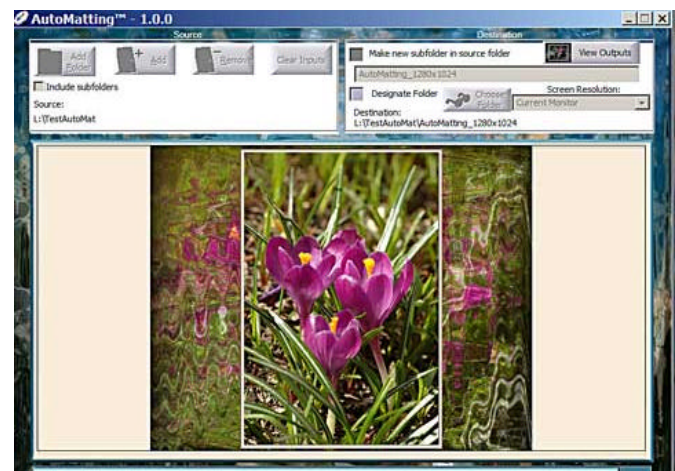 AutoMatting™ - 1.0.0
Source
Add Folder
Add
Remove
Clear Inputs
Include subfolders
Source:
L:\TestAutoMat
Destination
Make new subfolder in source folder
View Outputs
AutoMatting_1280x1024
Designate Folder
Choose Folder
Screen Resolution:
Current Monitor
Destination:
L:\TestAutoMat\AutoMatting_1280x1024